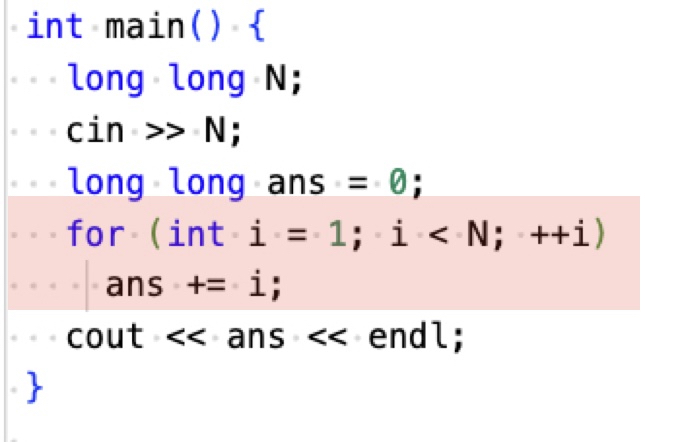 int main() {
long long N;
cin >> N;
long long ans = 0;
for (int i = 1; i < N; ++i)
ans += i;
cout << ans << endl;
}